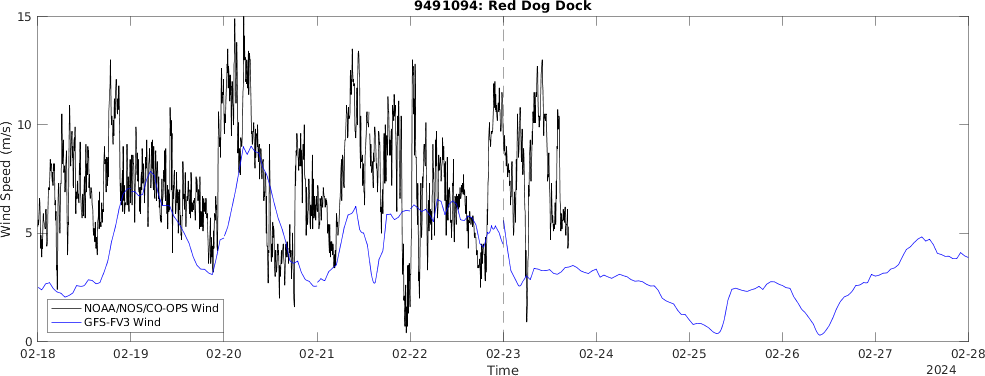 9491094: Red Dog Dock
Wind Speed (m/s)
15
10
5
0
NOAA/NOS/CO-OPS Wind
GFS-FV3 Wind
02-18 02-19 02-20 02-21 02-22 02-23 02-24 02-25 02-26 02-27 02-28
Time
2024